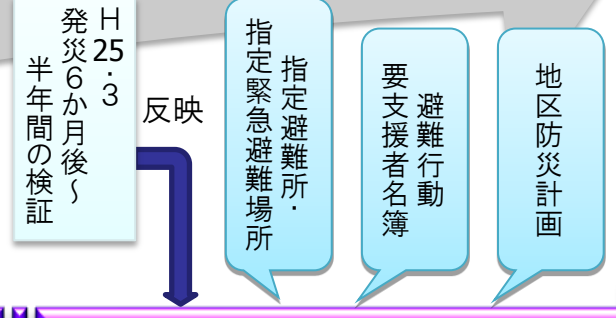 H25・3
発災6か月後~
半年間の検証
反映
指定避難所・
指定緊急避難場所
避難行動
要支援者名簿
地区防災計画